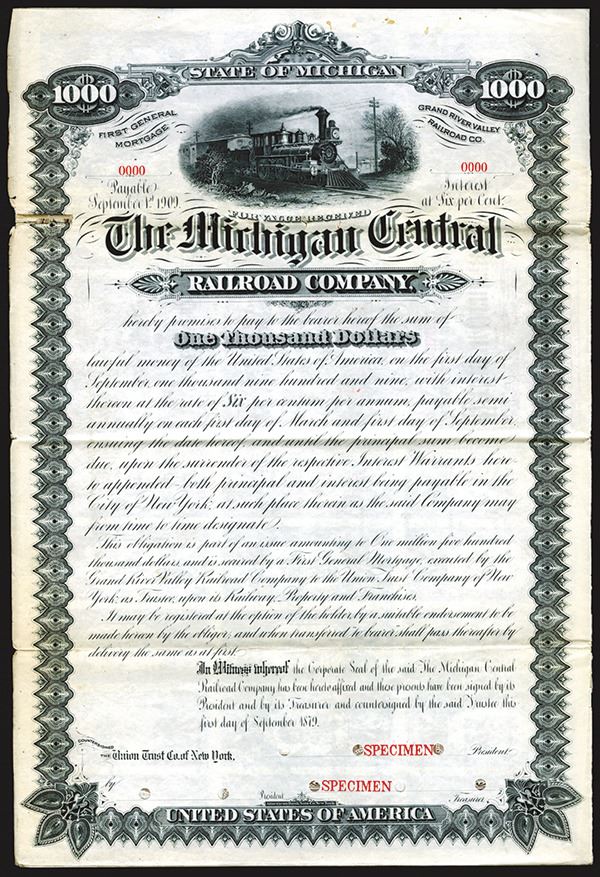 STATE OF MICHIGAN
1000
1000
FIRST GENERAL
MORTGAGE
GRAND RIVER VALLEY
RAILROAD CO.
0000
0000
Payable
September 1st 1909.
Interest
at Six per Cent.
FOR VALUE RECEIVED
The Michigan Central
RAILROAD COMPANY
hereby promises to pay to the bearer hereof the sum of
One Thousand Dollars
lawful money of the United States of America, on the first day of
September, one thousand nine hundred and nine, with interest
thereon at the rate of Six per centum per annum, payable semi
annually on each first day of March and first day of September
ensuing the date hereof and until the principal sum become
due, upon the surrender of the respective Interest Warrants here
to appended - both principal and interest being payable in the
City of New York, at such place therein as the said Company may
from time to time designate.
This obligation is part of an issue amounting to One million five hundred
thousand dollars, and is secured by a First General Mortgage, executed by the
Grand River Valley Railroad Company to the Union Trust Company of New
York, as Trustee, upon its Railway, Property and Franchises.
It may be registered at the option of the holder by a suitable endorsement to be
made hereon by the obligor, and when transferred to bearer shall pass thereafter by
delivery the same as at first.
In Witness whereof the Corporate Seal of the said The Michigan Central
Railroad Company has been hereto affixed and these presents have been signed by its
President and by its Treasurer and countersigned by the said Trustee this
first day of September 1879.
COUNTERSIGNED
THE Union Trust Co. of New York,
SPECIMEN
President
by
President
SPECIMEN
Treasurer
UNITED STATES OF AMERICA